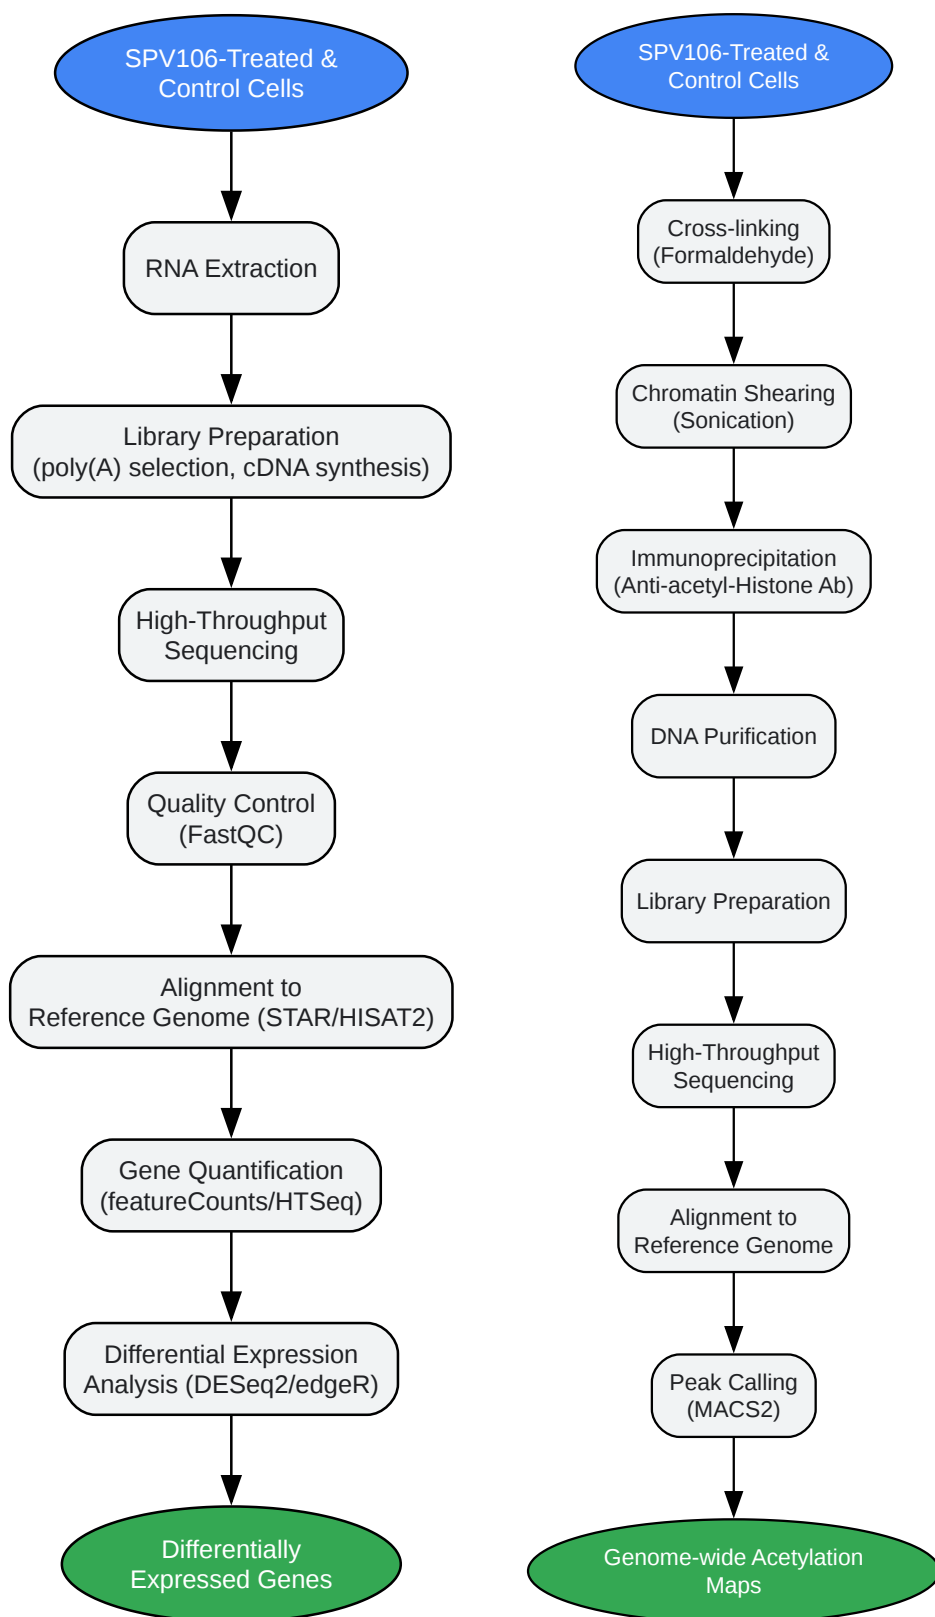 SPV106-Treated &
Control Cells
RNA Extraction
Library Preparation
(poly(A) selection, cDNA synthesis)
High-Throughput
Sequencing
Quality Control
(FastQC)
Alignment to
Reference Genome (STAR/HISAT2)
Gene Quantification
(featureCounts/HTSeq)
Differential Expression
Analysis (DESeq2/edgeR)
Differentially
Expressed Genes
SPV106-Treated &
Control Cells
Cross-linking
(Formaldehyde)
Chromatin Shearing
(Sonication)
Immunoprecipitation
(Anti-acetyl-Histone Ab)
DNA Purification
Library Preparation
High-Throughput
Sequencing
Alignment to
Reference Genome
Peak Calling
(MACS2)
Genome-wide Acetylation
Maps